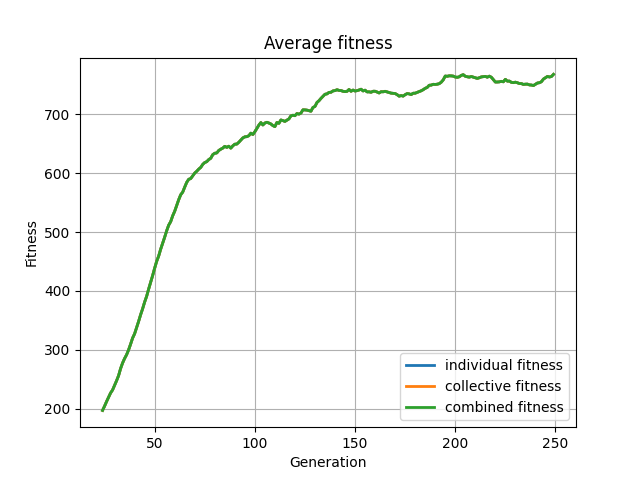 Average fitness
Fitness
700
600
500
400
300
200
50 100 150 200 250
Generation
individual fitness
collective fitness
combined fitness